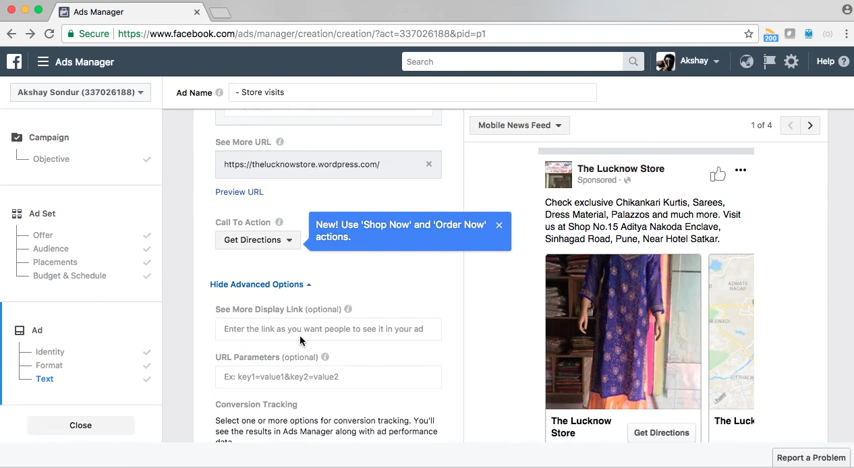 Ads Manager
Secure https://www.facebook.com/ads/manager/creation/creation/?act=337026188&pid=p1
200
Ads Manager
Search
Akshay
Help
Akshay Sondur (337026188)
Ad Name
- Store visits
Campaign
Objective
Ad Set
Offer
Audience
Placements
Budget & Schedule
Ad
Identity
Format
Text
Close
See More URL
https://thelucknowstore.wordpress.com/
Preview URL
Call To Action
Get Directions
New! Use 'Shop Now' and 'Order Now'
actions.
Hide Advanced Options
See More Display Link (optional)
Enter the link as you want people to see it in your ad
URL Parameters (optional)
Ex: key1=value1&key2=value2
Conversion Tracking
Select one or more options for conversion tracking. You'll
see the results in Ads Manager along with ad performance
data.
Mobile News Feed
1 of 4
The Lucknow Store
Sponsored ·
Check exclusive Chikankari Kurtis, Sarees,
Dress Material, Palazzos and much more. Visit
us at Shop No.15 Aditya Nakoda Enclave,
Sinhagad Road, Pune, Near Hotel Satkar.
The Lucknow
Store
Get Directions
The Luck
Report a Problem